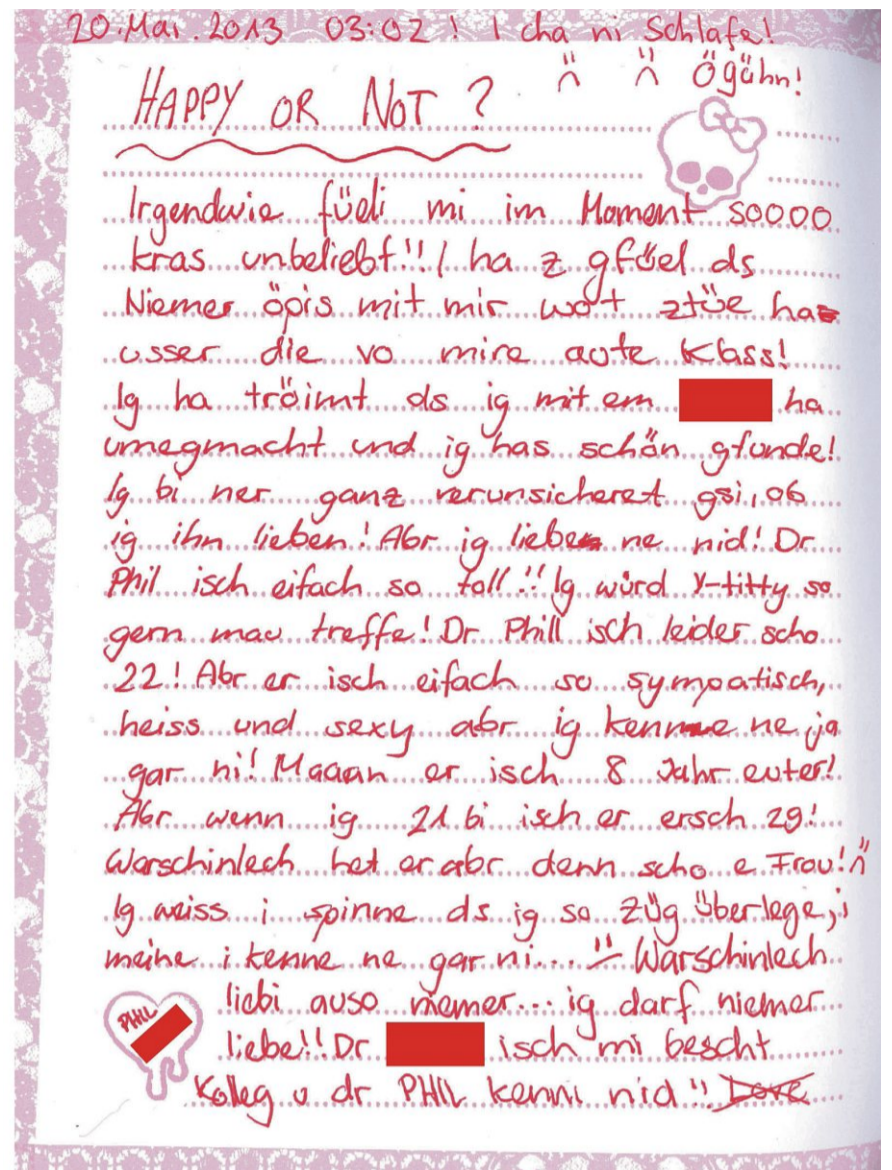 20.Mai.2013 03:02! I cha ni Schlafe!
Ögähn!
HAPPY OR NOT?
Irgendwie füeli mi im Moment soooo
kras unbeliebt!! I ha z gfüel ds
Niemer öpis mit mir wot ztüe ha
usser die vo mire aute Klass!
Ig ha tröimt ds ig mit em ha
umegmacht und ig has schön gfunde!
Ig bi ner ganz verunsicheret gsi, ob
ig ihn lieben! Abr ig liebe ne nid! Dr
Phil isch eifach so toll!! Ig würd Y-titty so
gern mau treffe! Dr Phill isch leider scho
22! Abr er isch eifach so sympatisch,
heiss und sexy abr ig kenne ne ja
gar ni! Maaan er isch 8 Jahr euter!
Abr wenn ig 21 bi isch er ersch 29!
Warschinlech het er abr denn scho e Frou!
Ig weiss i spinne ds ig so Züg überlege, i
meine i kenne ne gar ni... Warschinlech
liebi auso niemer... ig darf niemer
PHIL
liebe!! Dr isch mi bescht
Kolleg u dr PHIL kenni nid!! Love